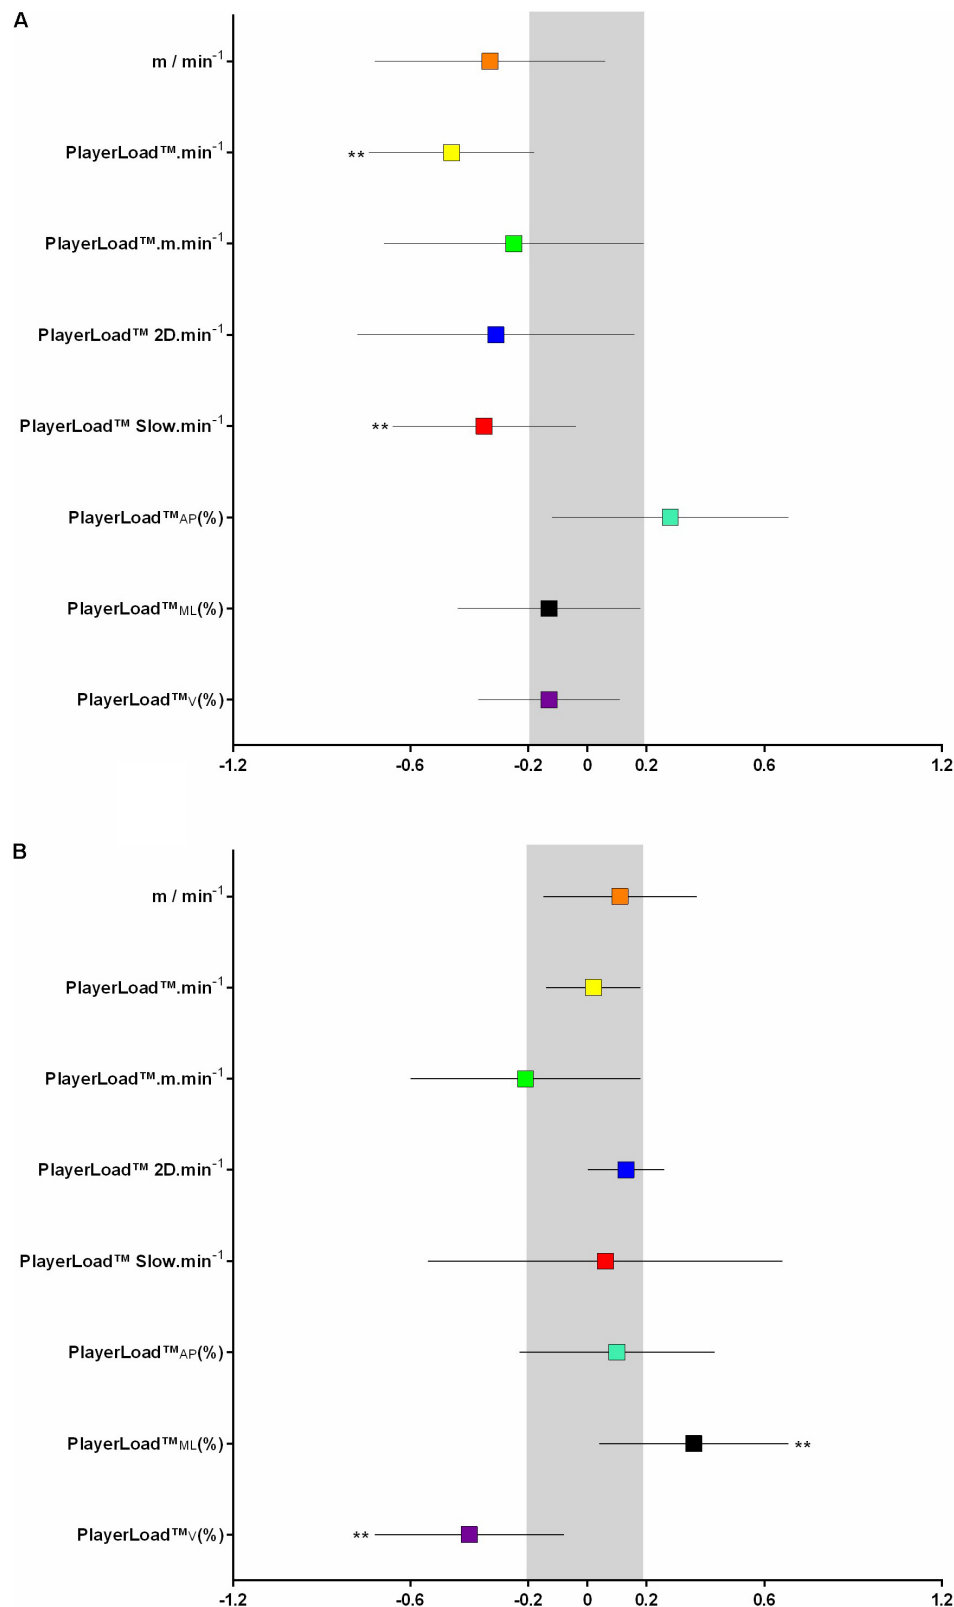 A
m / min⁻¹
** PlayerLoad™.min⁻¹
PlayerLoad™.m.min⁻¹
PlayerLoad™ 2D.min⁻¹
PlayerLoad™ Slow.min⁻¹ **
PlayerLoad™AP(%)
PlayerLoad™ML(%)
PlayerLoad™V(%)
-1.2 -0.6 -0.2 0 0.2 0.6 1.2
B
m / min⁻¹
PlayerLoad™.min⁻¹
PlayerLoad™.m.min⁻¹
PlayerLoad™ 2D.min⁻¹
PlayerLoad™ Slow.min⁻¹
PlayerLoad™AP(%)
PlayerLoad™ML(%) **
PlayerLoad™V(%) **
-1.2 -0.6 -0.2 0 0.2 0.6 1.2